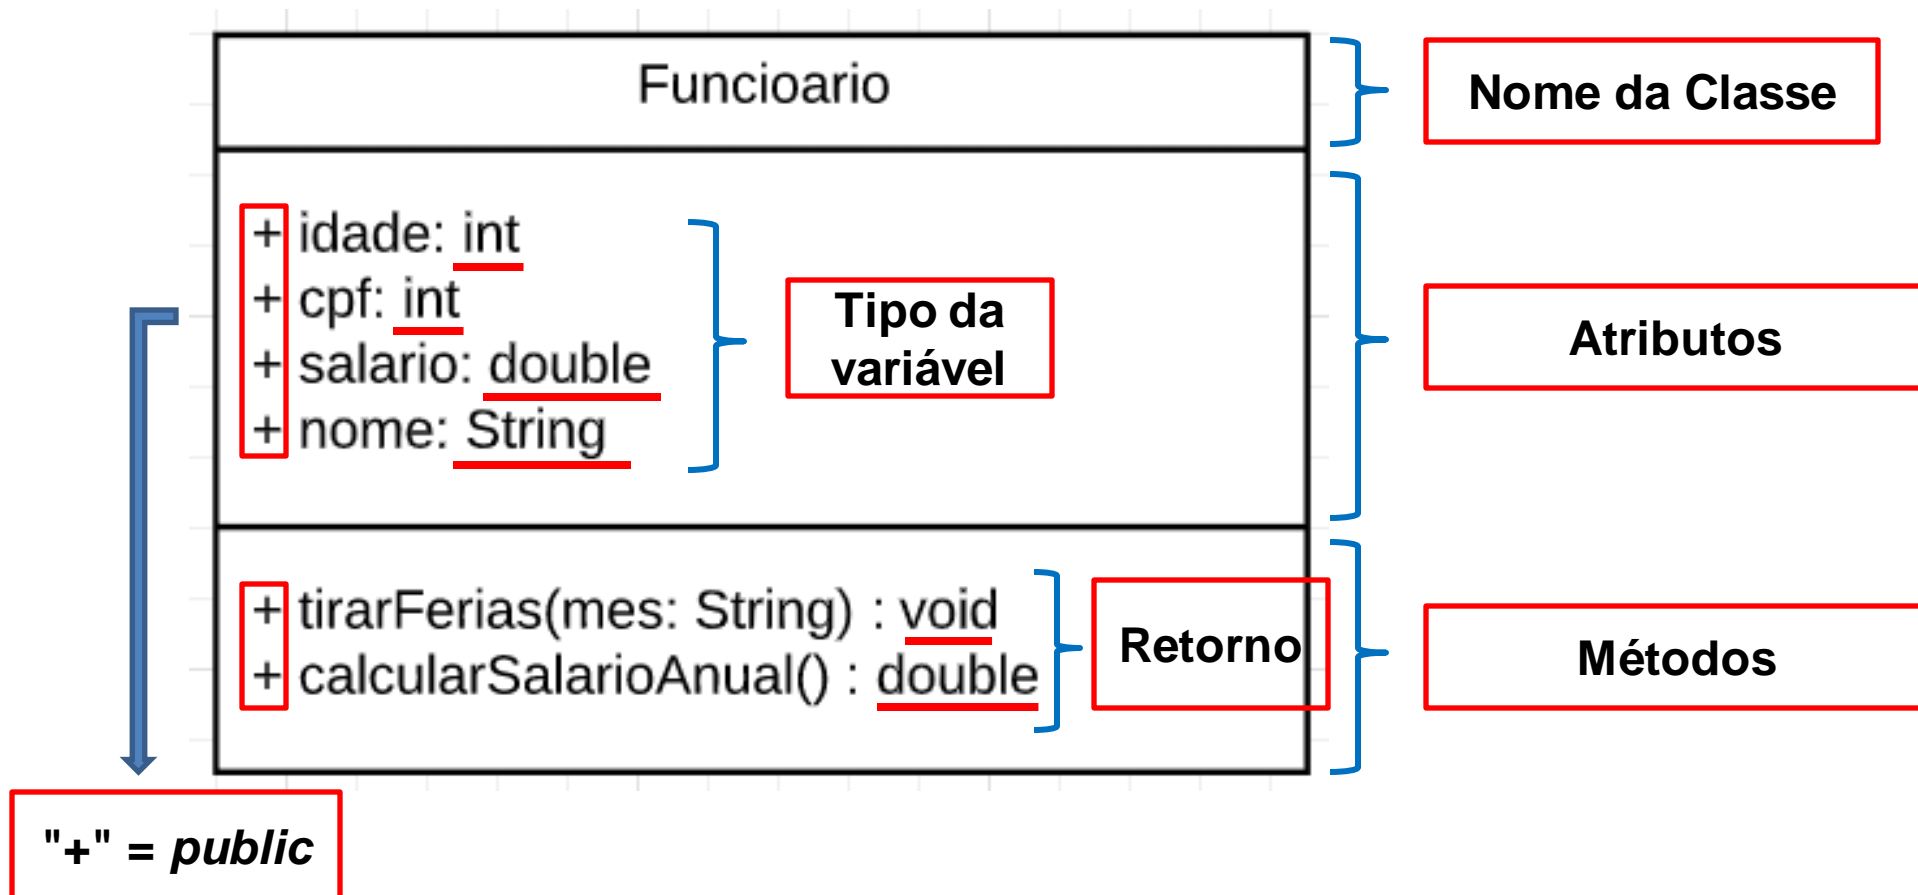 Funcioario
Nome da Classe
+ idade: int
+ cpf: int
+ salario: double
+ nome: String
Tipo da
variável
Atributos
+ tirarFerias(mes: String) : void
+ calcularSalarioAnual() : double
Retorno
Métodos
"+" = public